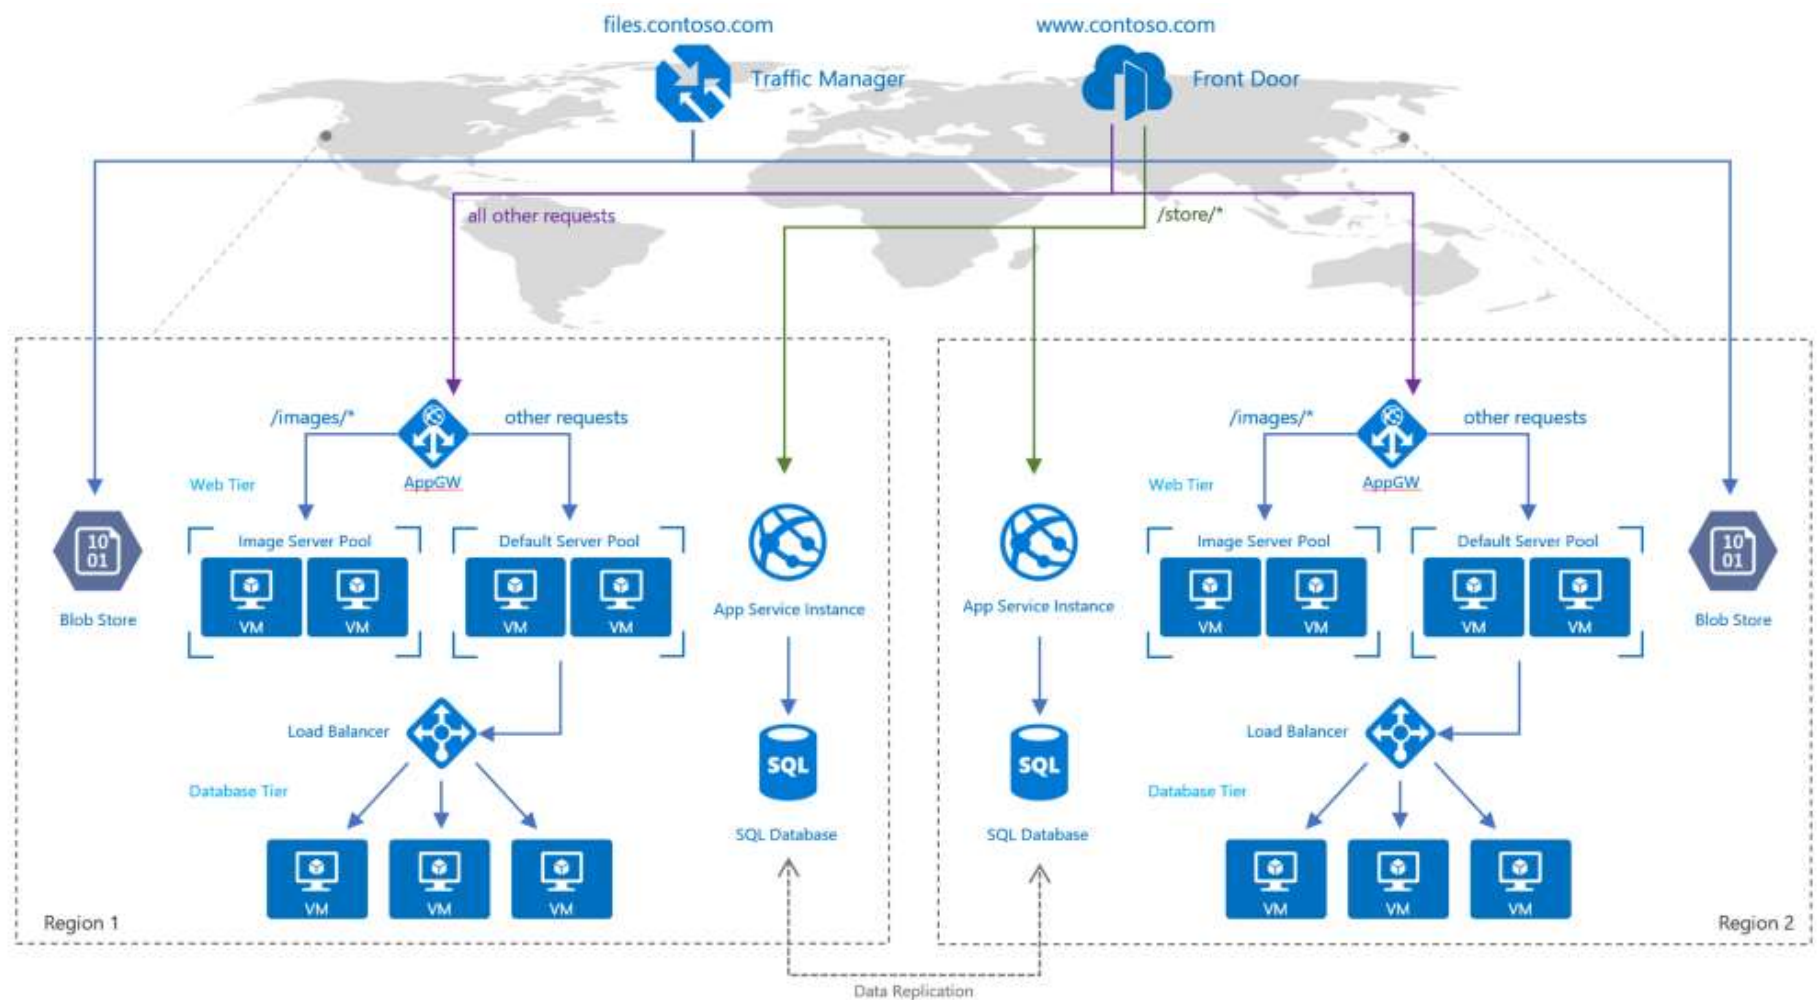 files.contoso.com
www.contoso.com
Traffic Manager
Front Door
all other requests
/store/*
/images/*
other requests
/images/*
other requests
Web Tier
AppGW
Web Tier
AppGW
Image Server Pool
Default Server Pool
Image Server Pool
Default Server Pool
10
01
10
01
VM
VM
VM
VM
VM
VM
VM
VM
Blob Store
App Service Instance
App Service Instance
Blob Store
Load Balancer
Load Balancer
SQL
SQL
Database Tier
Database Tier
SQL Database
SQL Database
VM
VM
VM
VM
VM
VM
Region 1
Region 2
Data Replication